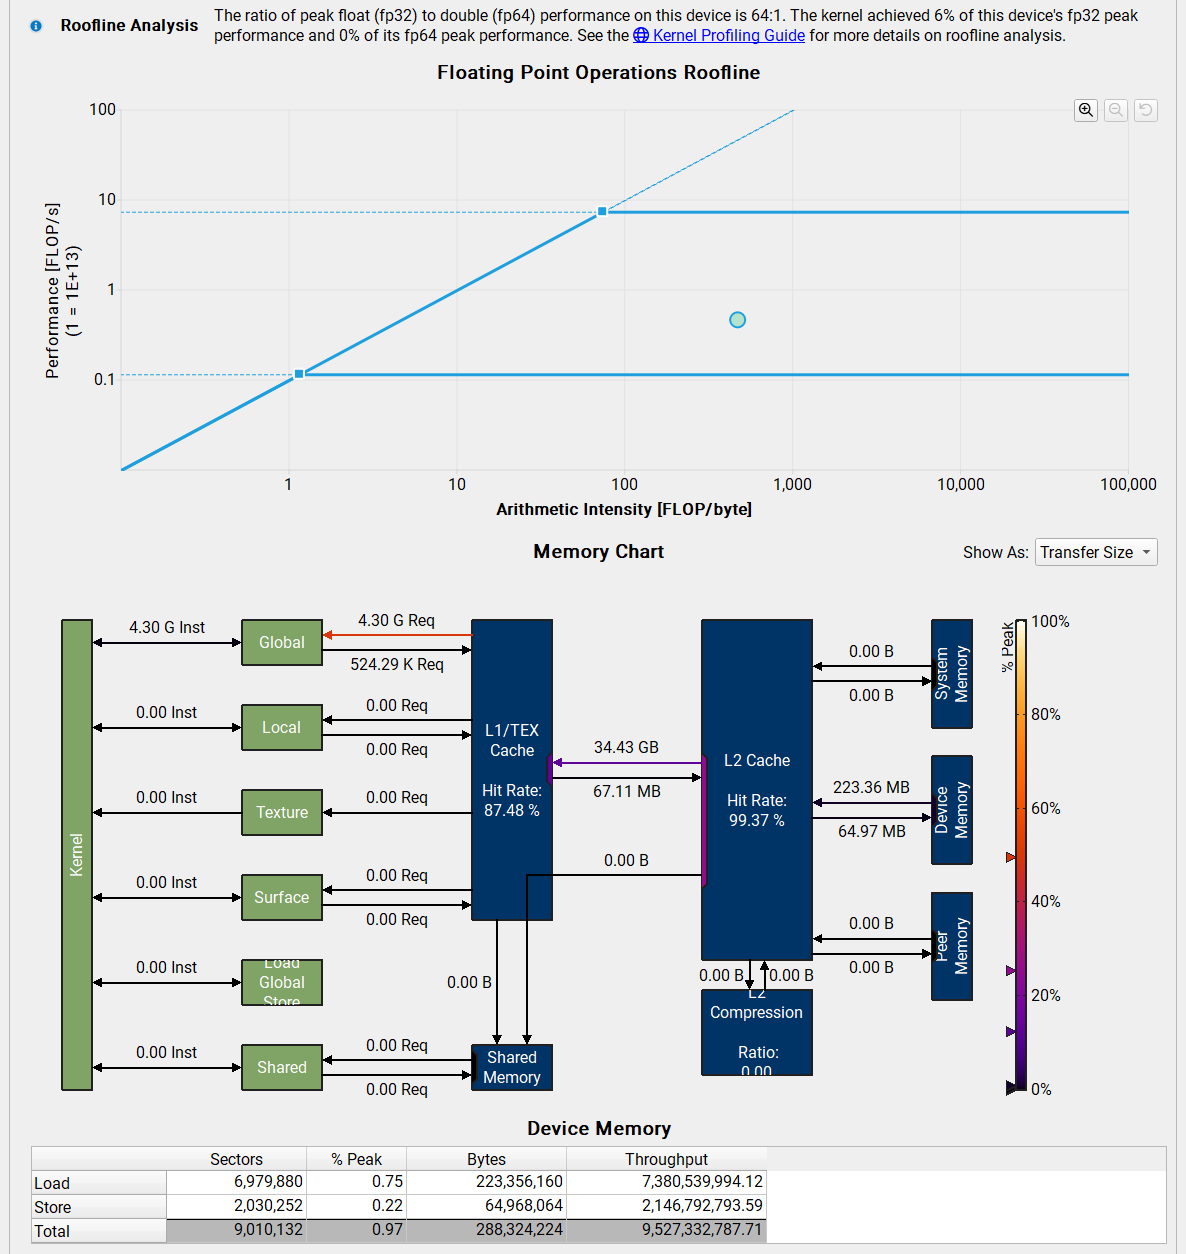 Roofline Analysis
The ratio of peak float (fp32) to double (fp64) performance on this device is 64:1. The kernel achieved 6% of this device's fp32 peak
performance and 0% of its fp64 peak performance. See the Kernel Profiling Guide for more details on roofline analysis.
Floating Point Operations Roofline
100
10
1
0.1
Performance [FLOP/s]
(1 = 1E+13)
1
10
100
1,000
10,000
100,000
Arithmetic Intensity [FLOP/byte]
Memory Chart
Show As: Transfer Size
Kernel
4.30 G Inst
Global
4.30 G Req
524.29 K Req
0.00 Inst
Local
0.00 Req
0.00 Req
0.00 Inst
Texture
0.00 Req
0.00 Inst
Surface
0.00 Req
0.00 Req
0.00 Inst
Load
Global
Store
0.00 Inst
Shared
0.00 Req
0.00 Req
L1/TEX
Cache
Hit Rate:
87.48 %
34.43 GB
67.11 MB
0.00 B
0.00 B
Shared
Memory
L2 Cache
Hit Rate:
99.37 %
0.00 B
0.00 B
L2
Compression
Ratio:
0.00
0.00 B
0.00 B
System
Memory
223.36 MB
64.97 MB
Device
Memory
0.00 B
0.00 B
Peer
Memory
% Peak
100%
80%
60%
40%
20%
0%
Device Memory
Sectors % Peak Bytes Throughput
Load 6,979,880 0.75 223,356,160 7,380,539,994.12
Store 2,030,252 0.22 64,968,064 2,146,792,793.59
Total 9,010,132 0.97 288,324,224 9,527,332,787.71